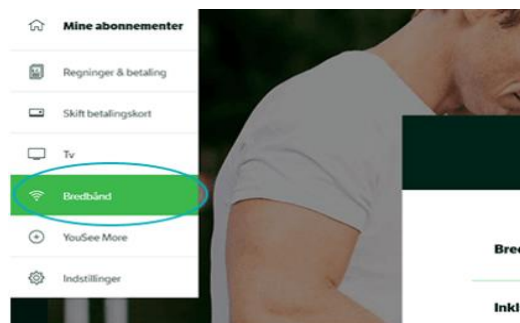 Mine abonnementer
Regninger & betaling
Skift betalingskort
Tv
Bredbånd
YouSee More
Indstillinger